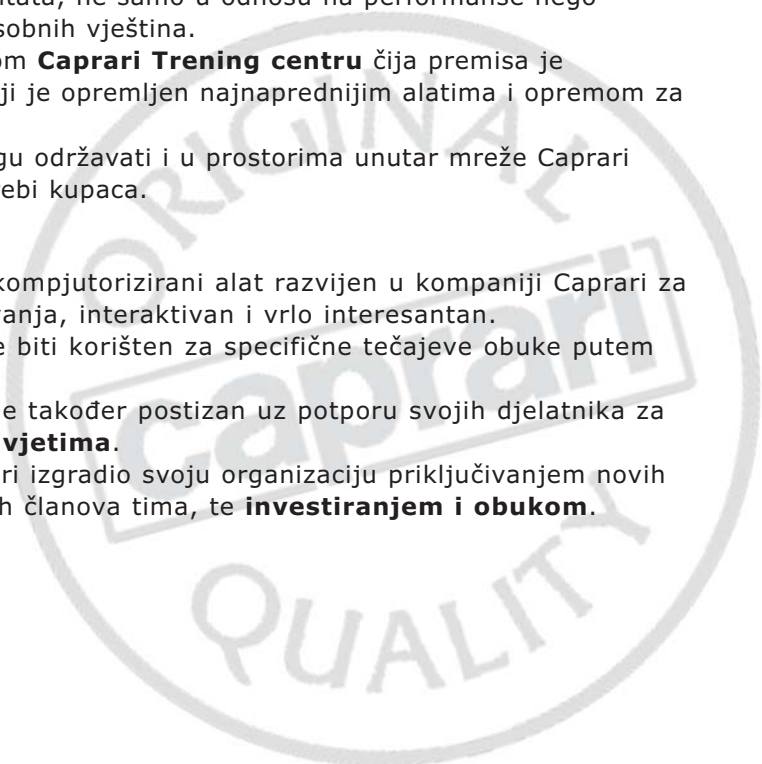 tata, ne samo u odnosu na performanse nego
sobnih vještina.
om Caprari Trening centru čija premisa je
ji je opremljen najnaprednijim alatima i opremom za
gu održavati i u prostorima unutar mreže Caprari
rebi kupaca.
kompjutorizirani alat razvijen u kompaniji Caprari za
vanja, interaktivan i vrlo interesantan.
e biti korišten za specifične tečajeve obuke putem
e također postizan uz potporu svojih djelatnika za
vjetima.
ri izgradio svoju organizaciju priključivanjem novih
h članova tima, te investiranjem i obukom.
ORIGINAL
caprari
QUALITY